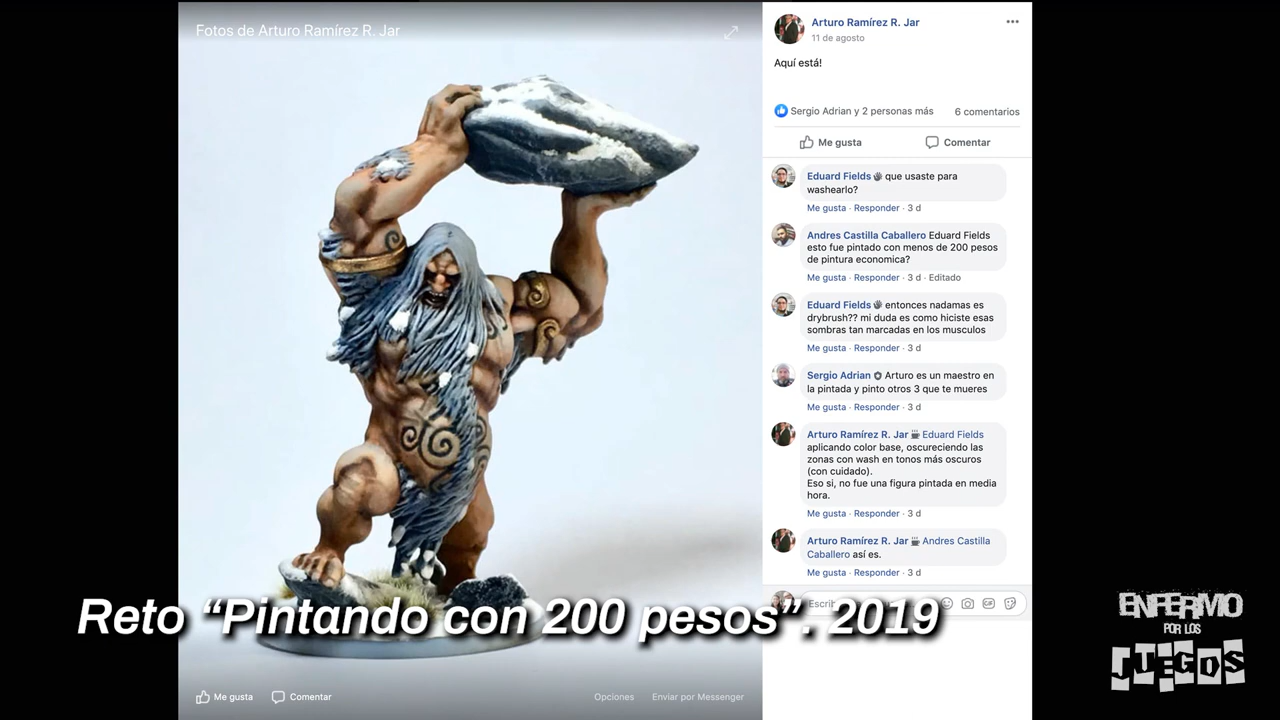 Fotos de Arturo Ramírez R. Jar
Arturo Ramírez R. Jar
11 de agosto
Aquí está!
Sergio Adrian y 2 personas más
6 comentarios
Me gusta
Comentar
Eduard Fields que usaste para
washearlo?
Me gusta · Responder · 3 d
Andres Castilla Caballero Eduard Fields
esto fue pintado con menos de 200 pesos
de pintura economica?
Me gusta · Responder · 3 d · Editado
Eduard Fields entonces nadamas es
drybrush?? mi duda es como hiciste esas
sombras tan marcadas en los musculos
Me gusta · Responder · 3 d
Sergio Adrian Arturo es un maestro en
la pintada y pinto otros 3 que te mueres
Me gusta · Responder · 3 d
Arturo Ramírez R. Jar Eduard Fields
aplicando color base, oscureciendo las
zonas con wash en tonos más oscuros
(con cuidado).
Eso si, no fue una figura pintada en media
hora.
Me gusta · Responder · 3 d
Arturo Ramírez R. Jar Andres Castilla
Caballero así es.
Me gusta · Responder · 3 d
Reto “Pintando con 200 pesos”. 2019
ENFERMO
POR LOS
JUEGOS
Me gusta
Comentar
Opciones
Enviar por Messenger